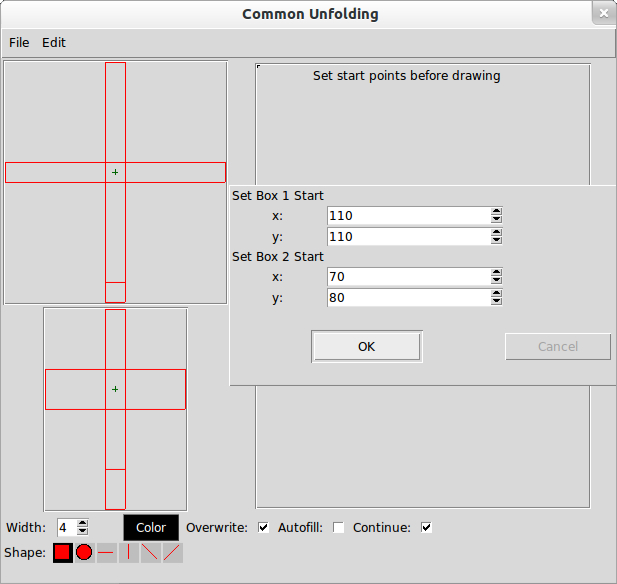 Common Unfolding
File Edit
Set start points before drawing
Set Box 1 Start
x: 110
y: 110
Set Box 2 Start
x: 70
y: 80
OK Cancel
Width: 4 Color Overwrite: Autofill: Continue:
Shape: